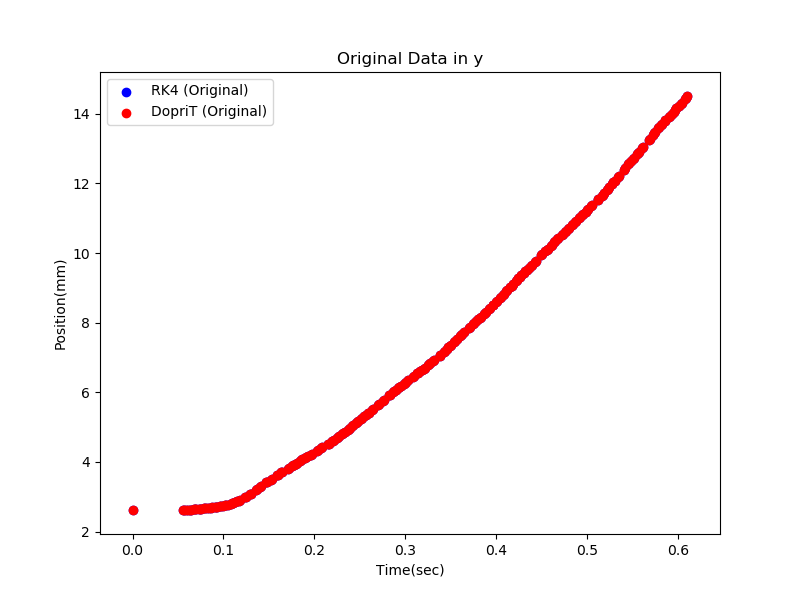 Original Data in y
RK4 (Original)
DopriT (Original)
14
12
10
8
6
4
2
Position(mm)
0.0 0.1 0.2 0.3 0.4 0.5 0.6
Time(sec)